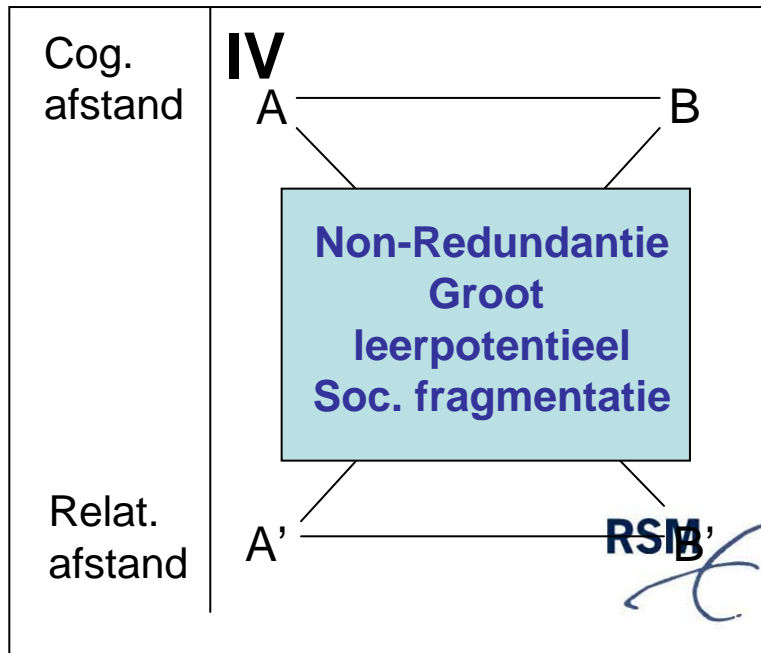 Cog.
afstand
IV
A
B
Non-Redundantie
Groot
leerpotentieel
Soc. fragmentatie
Relat.
afstand
A'
B'
RSM